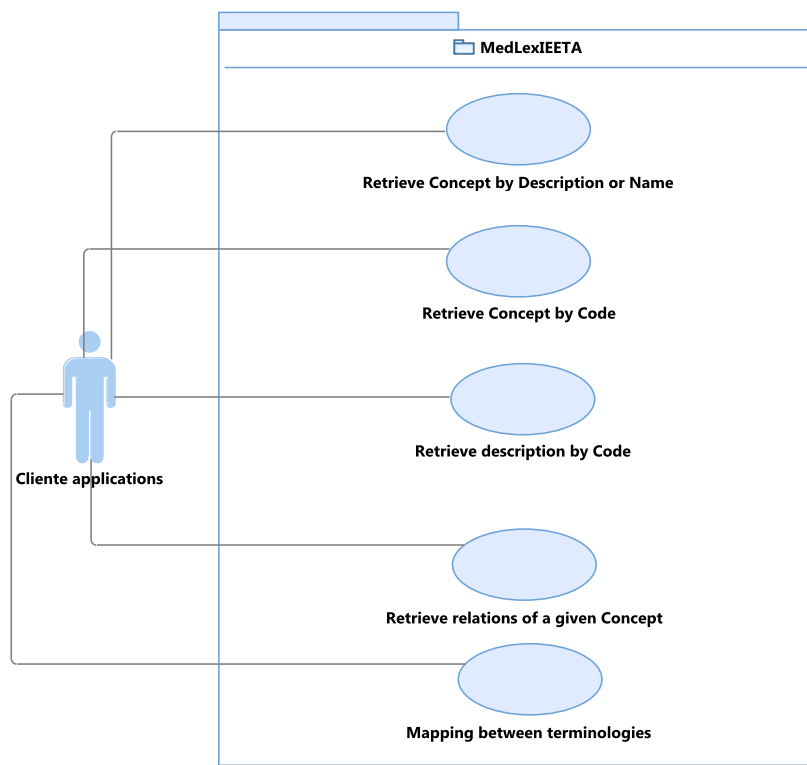 MedLexIEETA
Retrieve Concept by Description or Name
Retrieve Concept by Code
Retrieve description by Code
Cliente applications
Retrieve relations of a given Concept
Mapping between terminologies